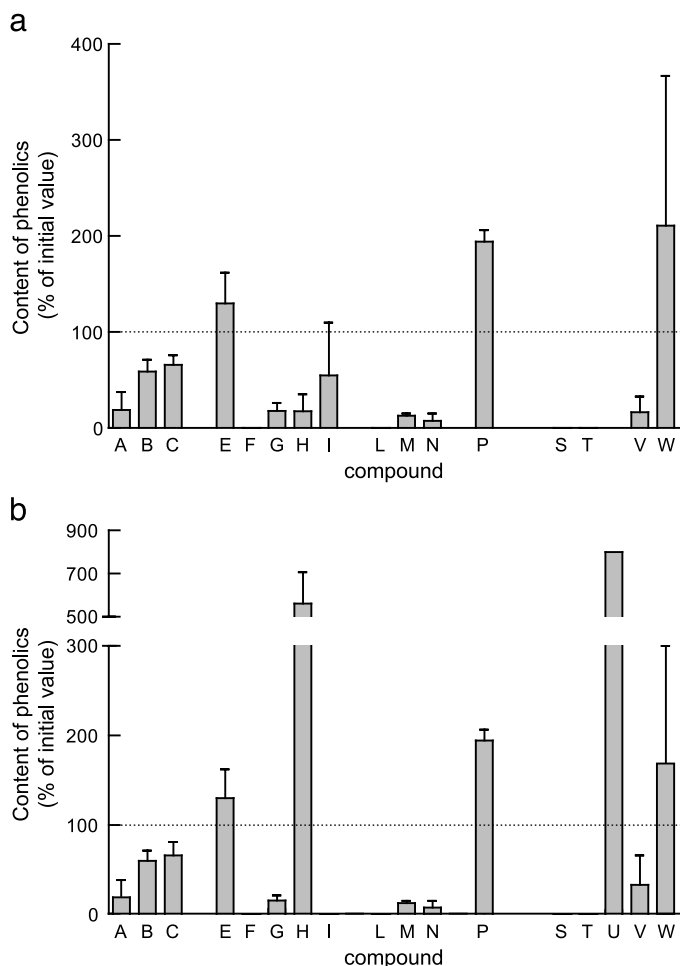 a
400
300
200
100
0
Content of phenolics
(% of initial value)
A B C E F G H I L M N P S T V W
compound
b
900
700
500
300
200
100
0
Content of phenolics
(% of initial value)
A B C E F G H I L M N P S T U V W
compound